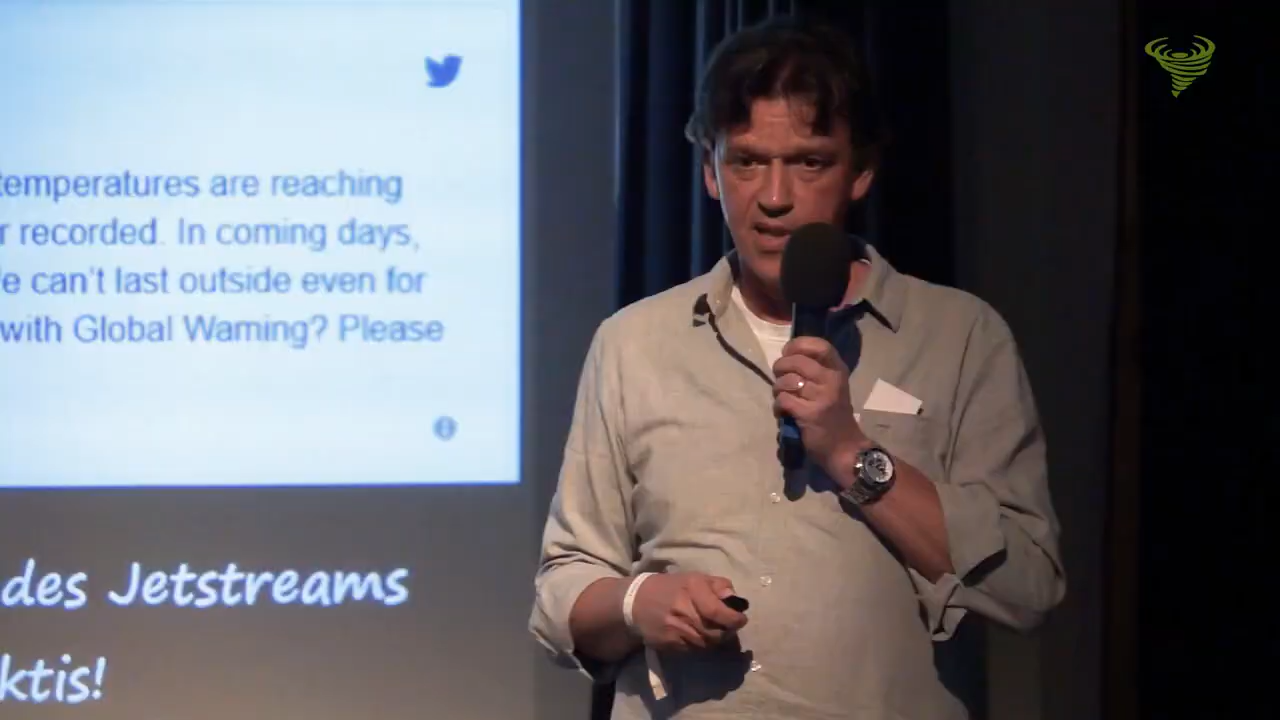 temperatures are reaching
r recorded. In coming days,
e can't last outside even for
with Global Waming? Please
des Jetstreams
ktis!